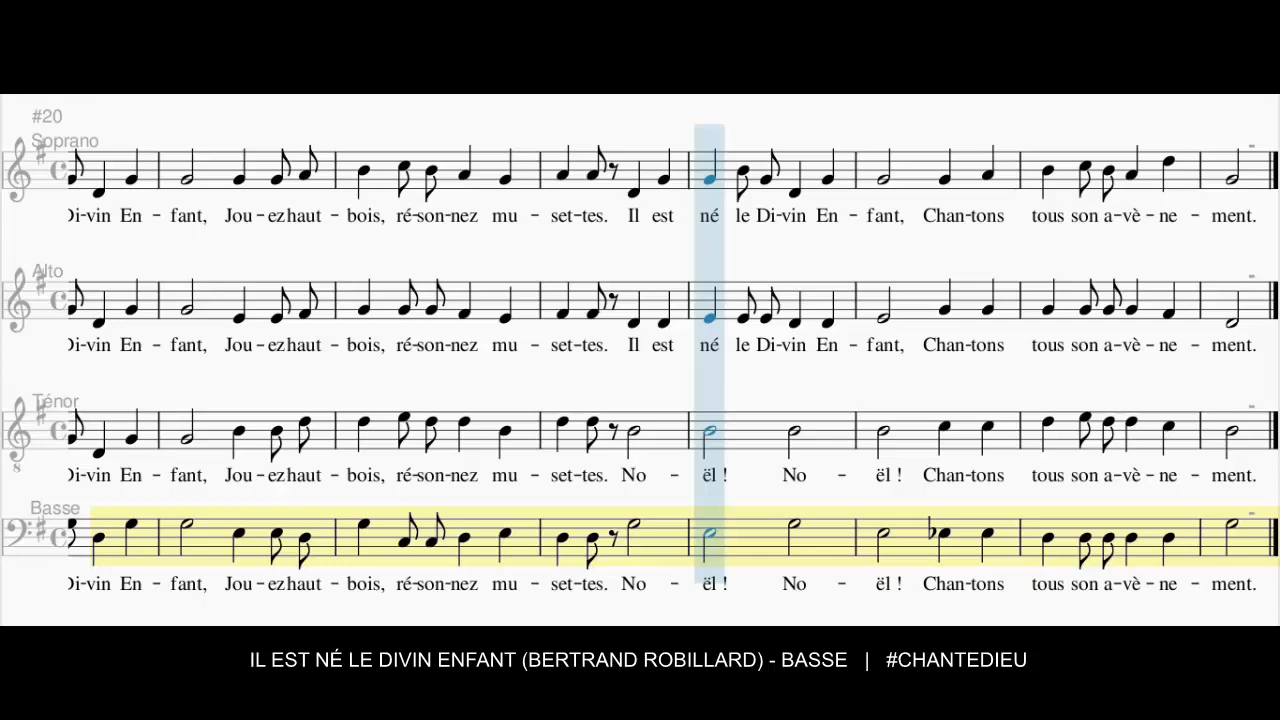 #20
Soprano
Di-vin En - fant, Jou - ez haut - bois, ré-son-nez mu - set-tes. Il est né le Di-vin En - fant, Chan-tons tous son a-vè - ne - ment.
Alto
Di-vin En - fant, Jou - ez haut - bois, ré-son-nez mu - set-tes. Il est né le Di-vin En - fant, Chan-tons tous son a-vè - ne - ment.
Ténor
8
Di-vin En - fant, Jou - ez haut - bois, ré-son-nez mu - set-tes. No - ël ! No - ël ! Chan-tons tous son a-vè - ne - ment.
Basse
Di-vin En - fant, Jou - ez haut - bois, ré-son-nez mu - set-tes. No - ël ! No - ël ! Chan-tons tous son a-vè - ne - ment.
IL EST NÉ LE DIVIN ENFANT (BERTRAND ROBILLARD) - BASSE | #CHANTEDIEU